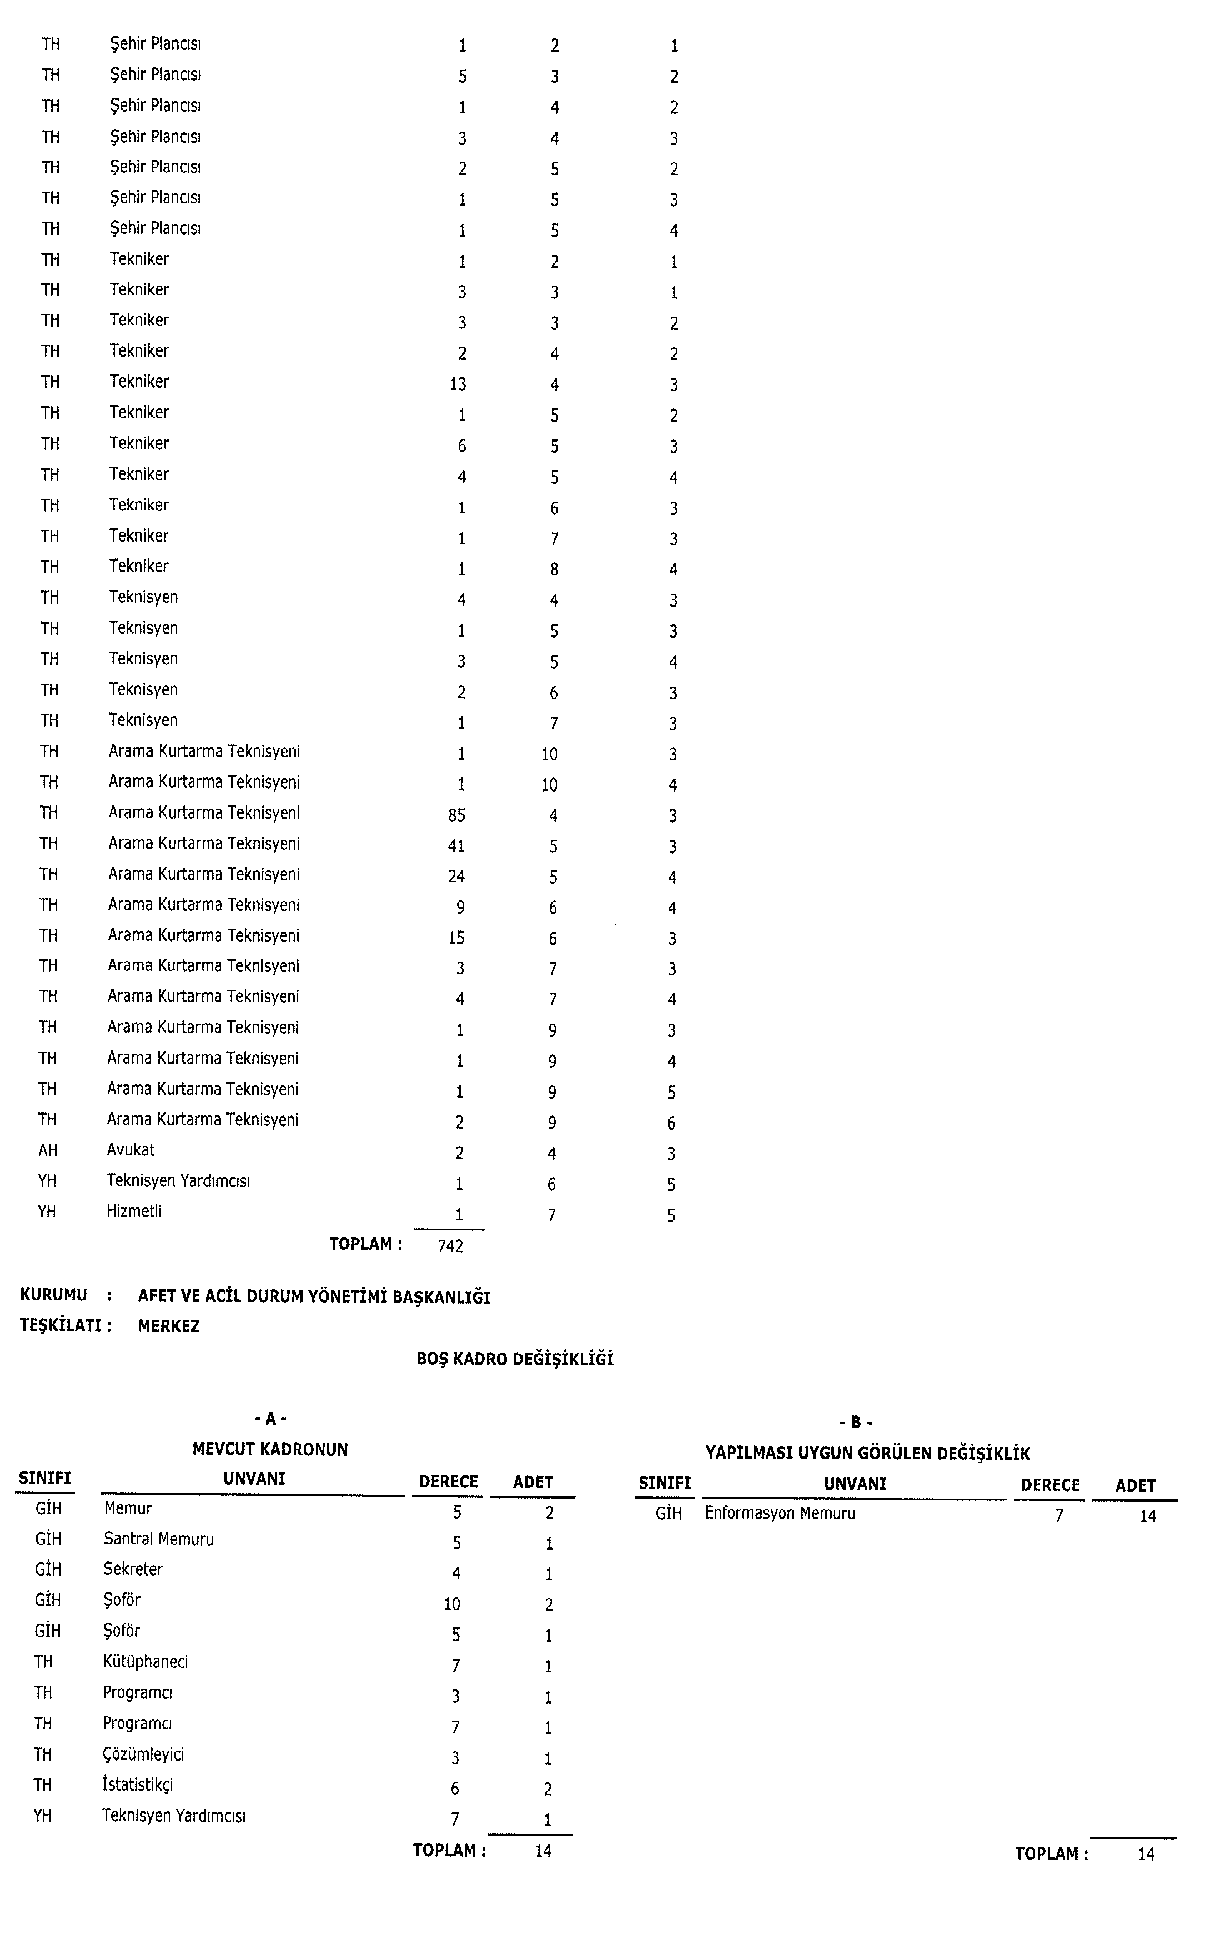 TH Şehir Plancısı 1 2 1
TH Şehir Plancısı 5 3 2
TH Şehir Plancısı 1 4 2
TH Şehir Plancısı 3 4 3
TH Şehir Plancısı 2 5 2
TH Şehir Plancısı 1 5 3
TH Şehir Plancısı 1 5 4
TH Tekniker 1 2 1
TH Tekniker 3 3 1
TH Tekniker 3 3 2
TH Tekniker 2 4 2
TH Tekniker 13 4 3
TH Tekniker 1 5 2
TH Tekniker 6 5 3
TH Tekniker 4 5 4
TH Tekniker 1 6 3
TH Tekniker 1 7 3
TH Tekniker 1 8 4
TH Teknisyen 4 4 3
TH Teknisyen 1 5 3
TH Teknisyen 3 5 4
TH Teknisyen 2 6 3
TH Teknisyen 1 7 3
TH Arama Kurtarma Teknisyeni 1 10 3
TH Arama Kurtarma Teknisyeni 1 10 4
TH Arama Kurtarma Teknisyeni 85 4 3
TH Arama Kurtarma Teknisyeni 41 5 3
TH Arama Kurtarma Teknisyeni 24 5 4
TH Arama Kurtarma Teknisyeni 9 6 4
TH Arama Kurtarma Teknisyeni 15 6 3
TH Arama Kurtarma Teknisyeni 3 7 3
TH Arama Kurtarma Teknisyeni 4 7 4
TH Arama Kurtarma Teknisyeni 1 9 3
TH Arama Kurtarma Teknisyeni 1 9 4
TH Arama Kurtarma Teknisyeni 1 9 5
TH Arama Kurtarma Teknisyeni 2 9 6
AH Avukat 2 4 3
YH Teknisyen Yardımcısı 1 6 5
YH Hizmetli 1 7 5
TOPLAM : 742
KURUMU : AFET VE ACİL DURUM YÖNETİMİ BAŞKANLIĞI
TEŞKİLATI : MERKEZ
BOŞ KADRO DEĞİŞİKLİĞİ
- A - - B -
MEVCUT KADRONUN YAPILMASI UYGUN GÖRÜLEN DEĞİŞİKLİK
SINIFI UNVANI DERECE ADET SINIFI UNVANI DERECE ADET
GİH Memur 5 2 GİH Enformasyon Memuru 7 14
GİH Santral Memuru 5 1
GİH Sekreter 4 1
GİH Şoför 10 2
GİH Şoför 5 1
TH Kütüphaneci 7 1
TH Programcı 3 1
TH Programcı 7 1
TH Çözümleyici 3 1
TH İstatistikçi 6 2
YH Teknisyen Yardımcısı 7 1
TOPLAM : 14 TOPLAM : 14